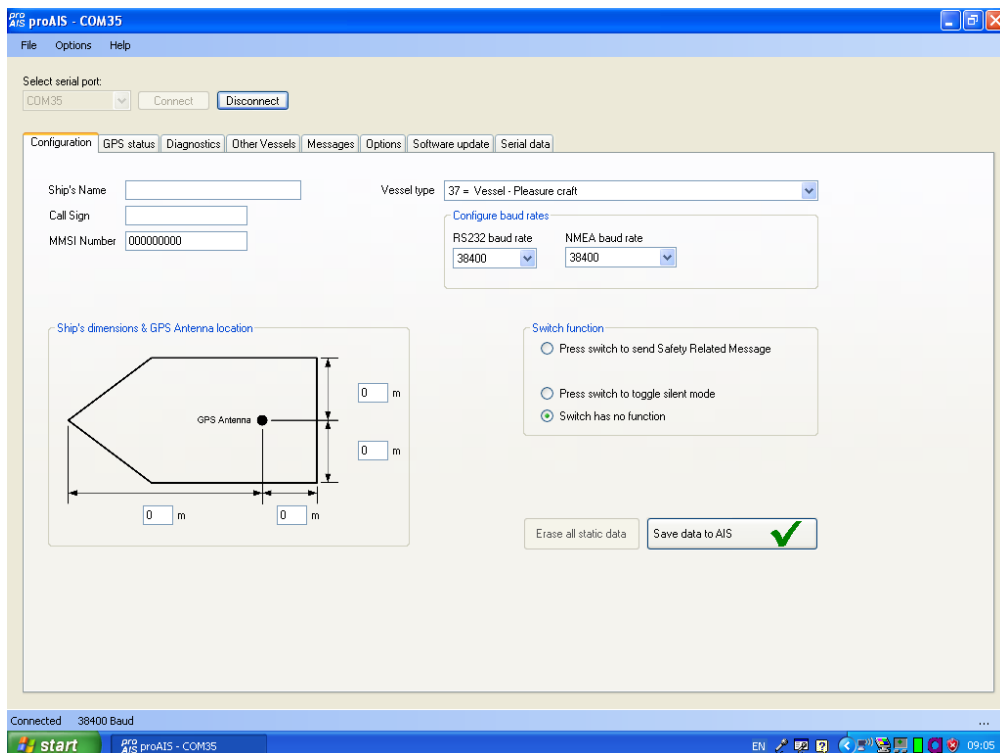 pro AIS proAIS - COM35
File Options Help
Select serial port:
COM35 Connect Disconnect
Configuration GPS status Diagnostics Other Vessels Messages Options Software update Serial data
Ship's Name Vessel type 37 = Vessel - Pleasure craft
Call Sign Configure baud rates
MMSI Number 000000000 RS232 baud rate NMEA baud rate
38400 38400
Ship's dimensions & GPS Antenna location Switch function
Press switch to send Safety Related Message
0 m Press switch to toggle silent mode
GPS Antenna Switch has no function
0 m
0 m 0 m
Erase all static data Save data to AIS
Connected 38400 Baud ...
start pro AIS proAIS - COM35 EN 09:05